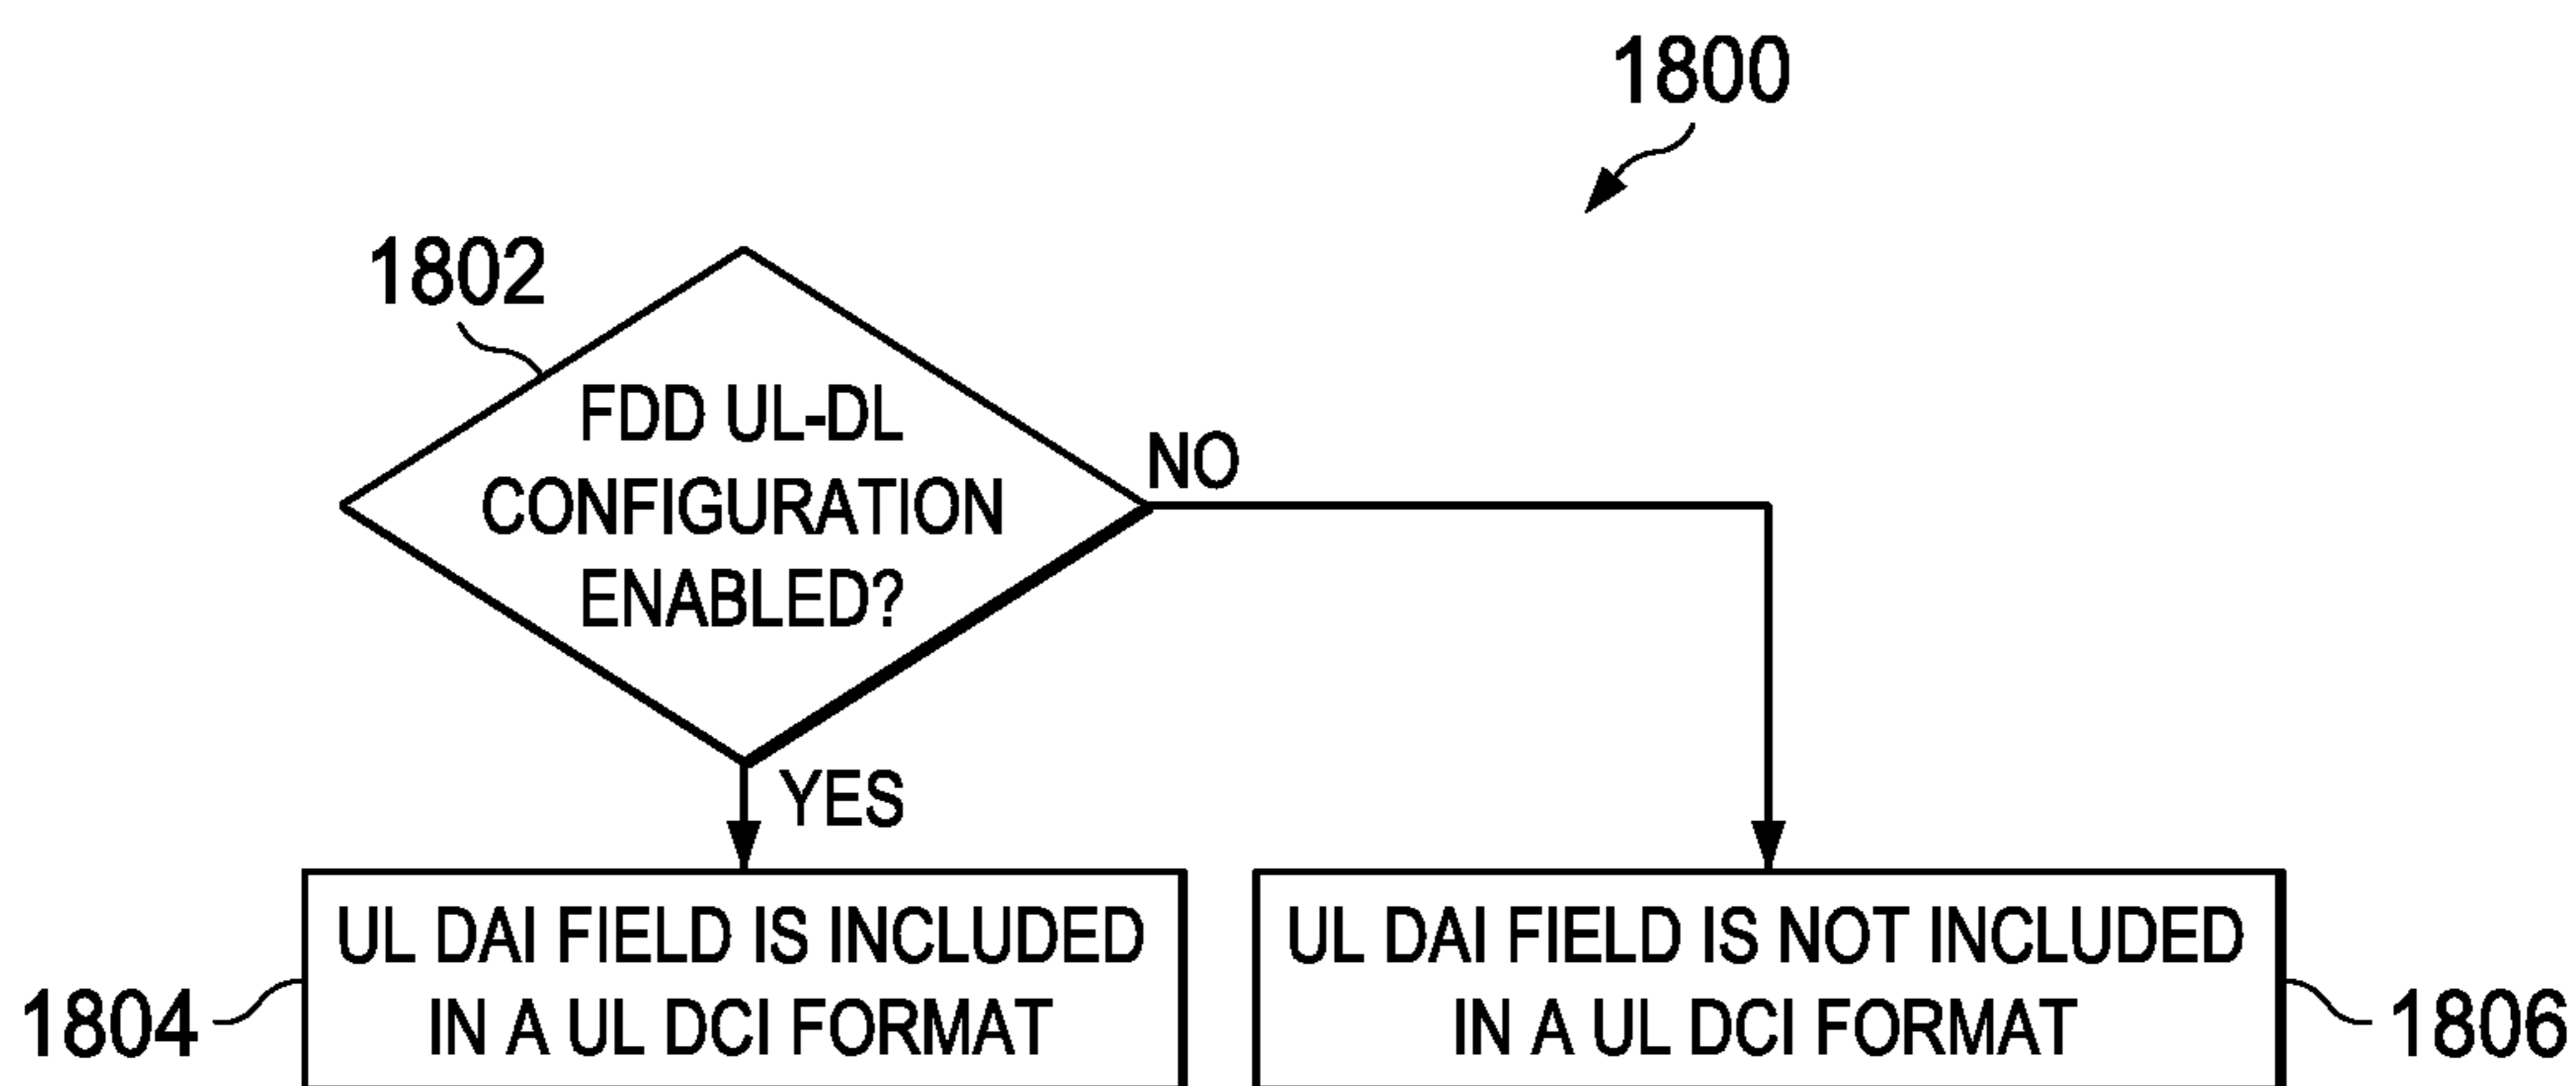 1800
1802
FDD UL-DL
CONFIGURATION
ENABLED?
NO
YES
UL DAI FIELD IS INCLUDED
IN A UL DCI FORMAT
1804
UL DAI FIELD IS NOT INCLUDED
IN A UL DCI FORMAT
1806